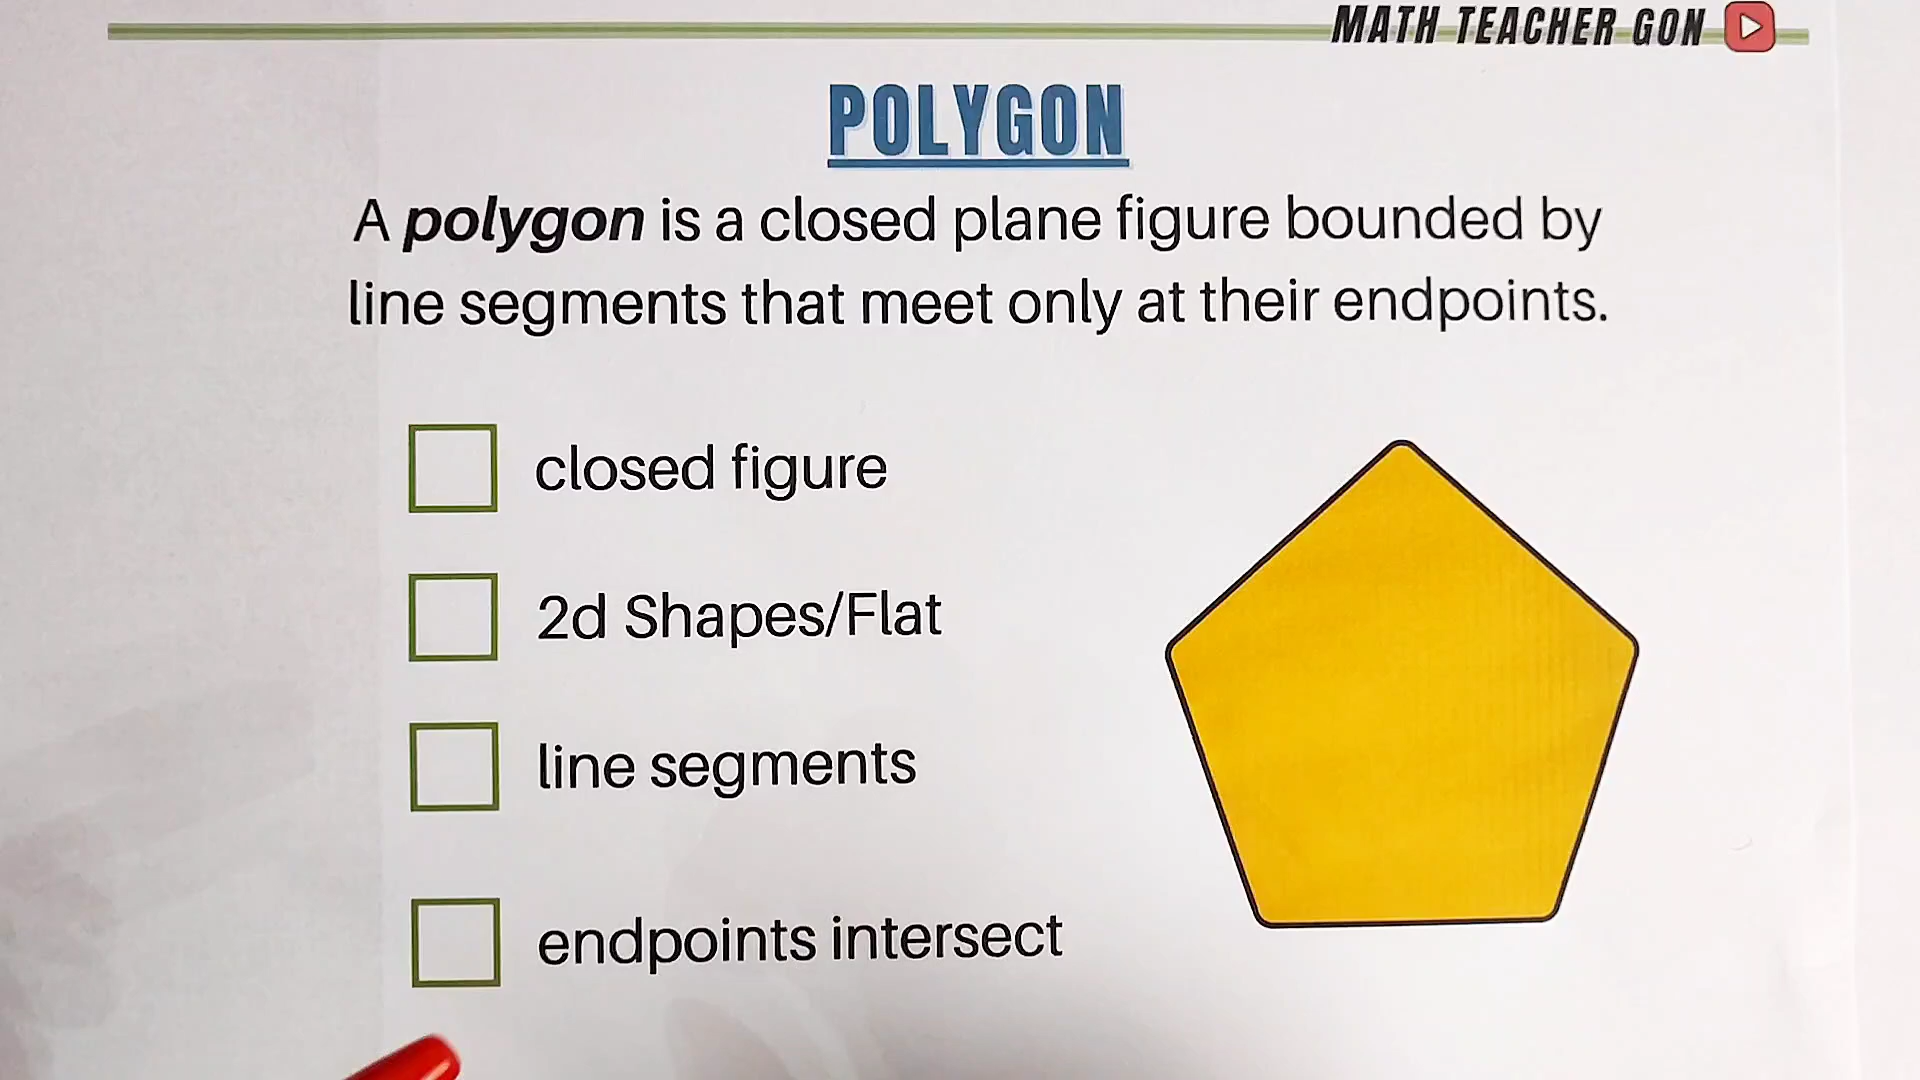 MATH TEACHER GON
POLYGON
A polygon is a closed plane figure bounded by
line segments that meet only at their endpoints.
closed figure
2d Shapes/Flat
line segments
endpoints intersect